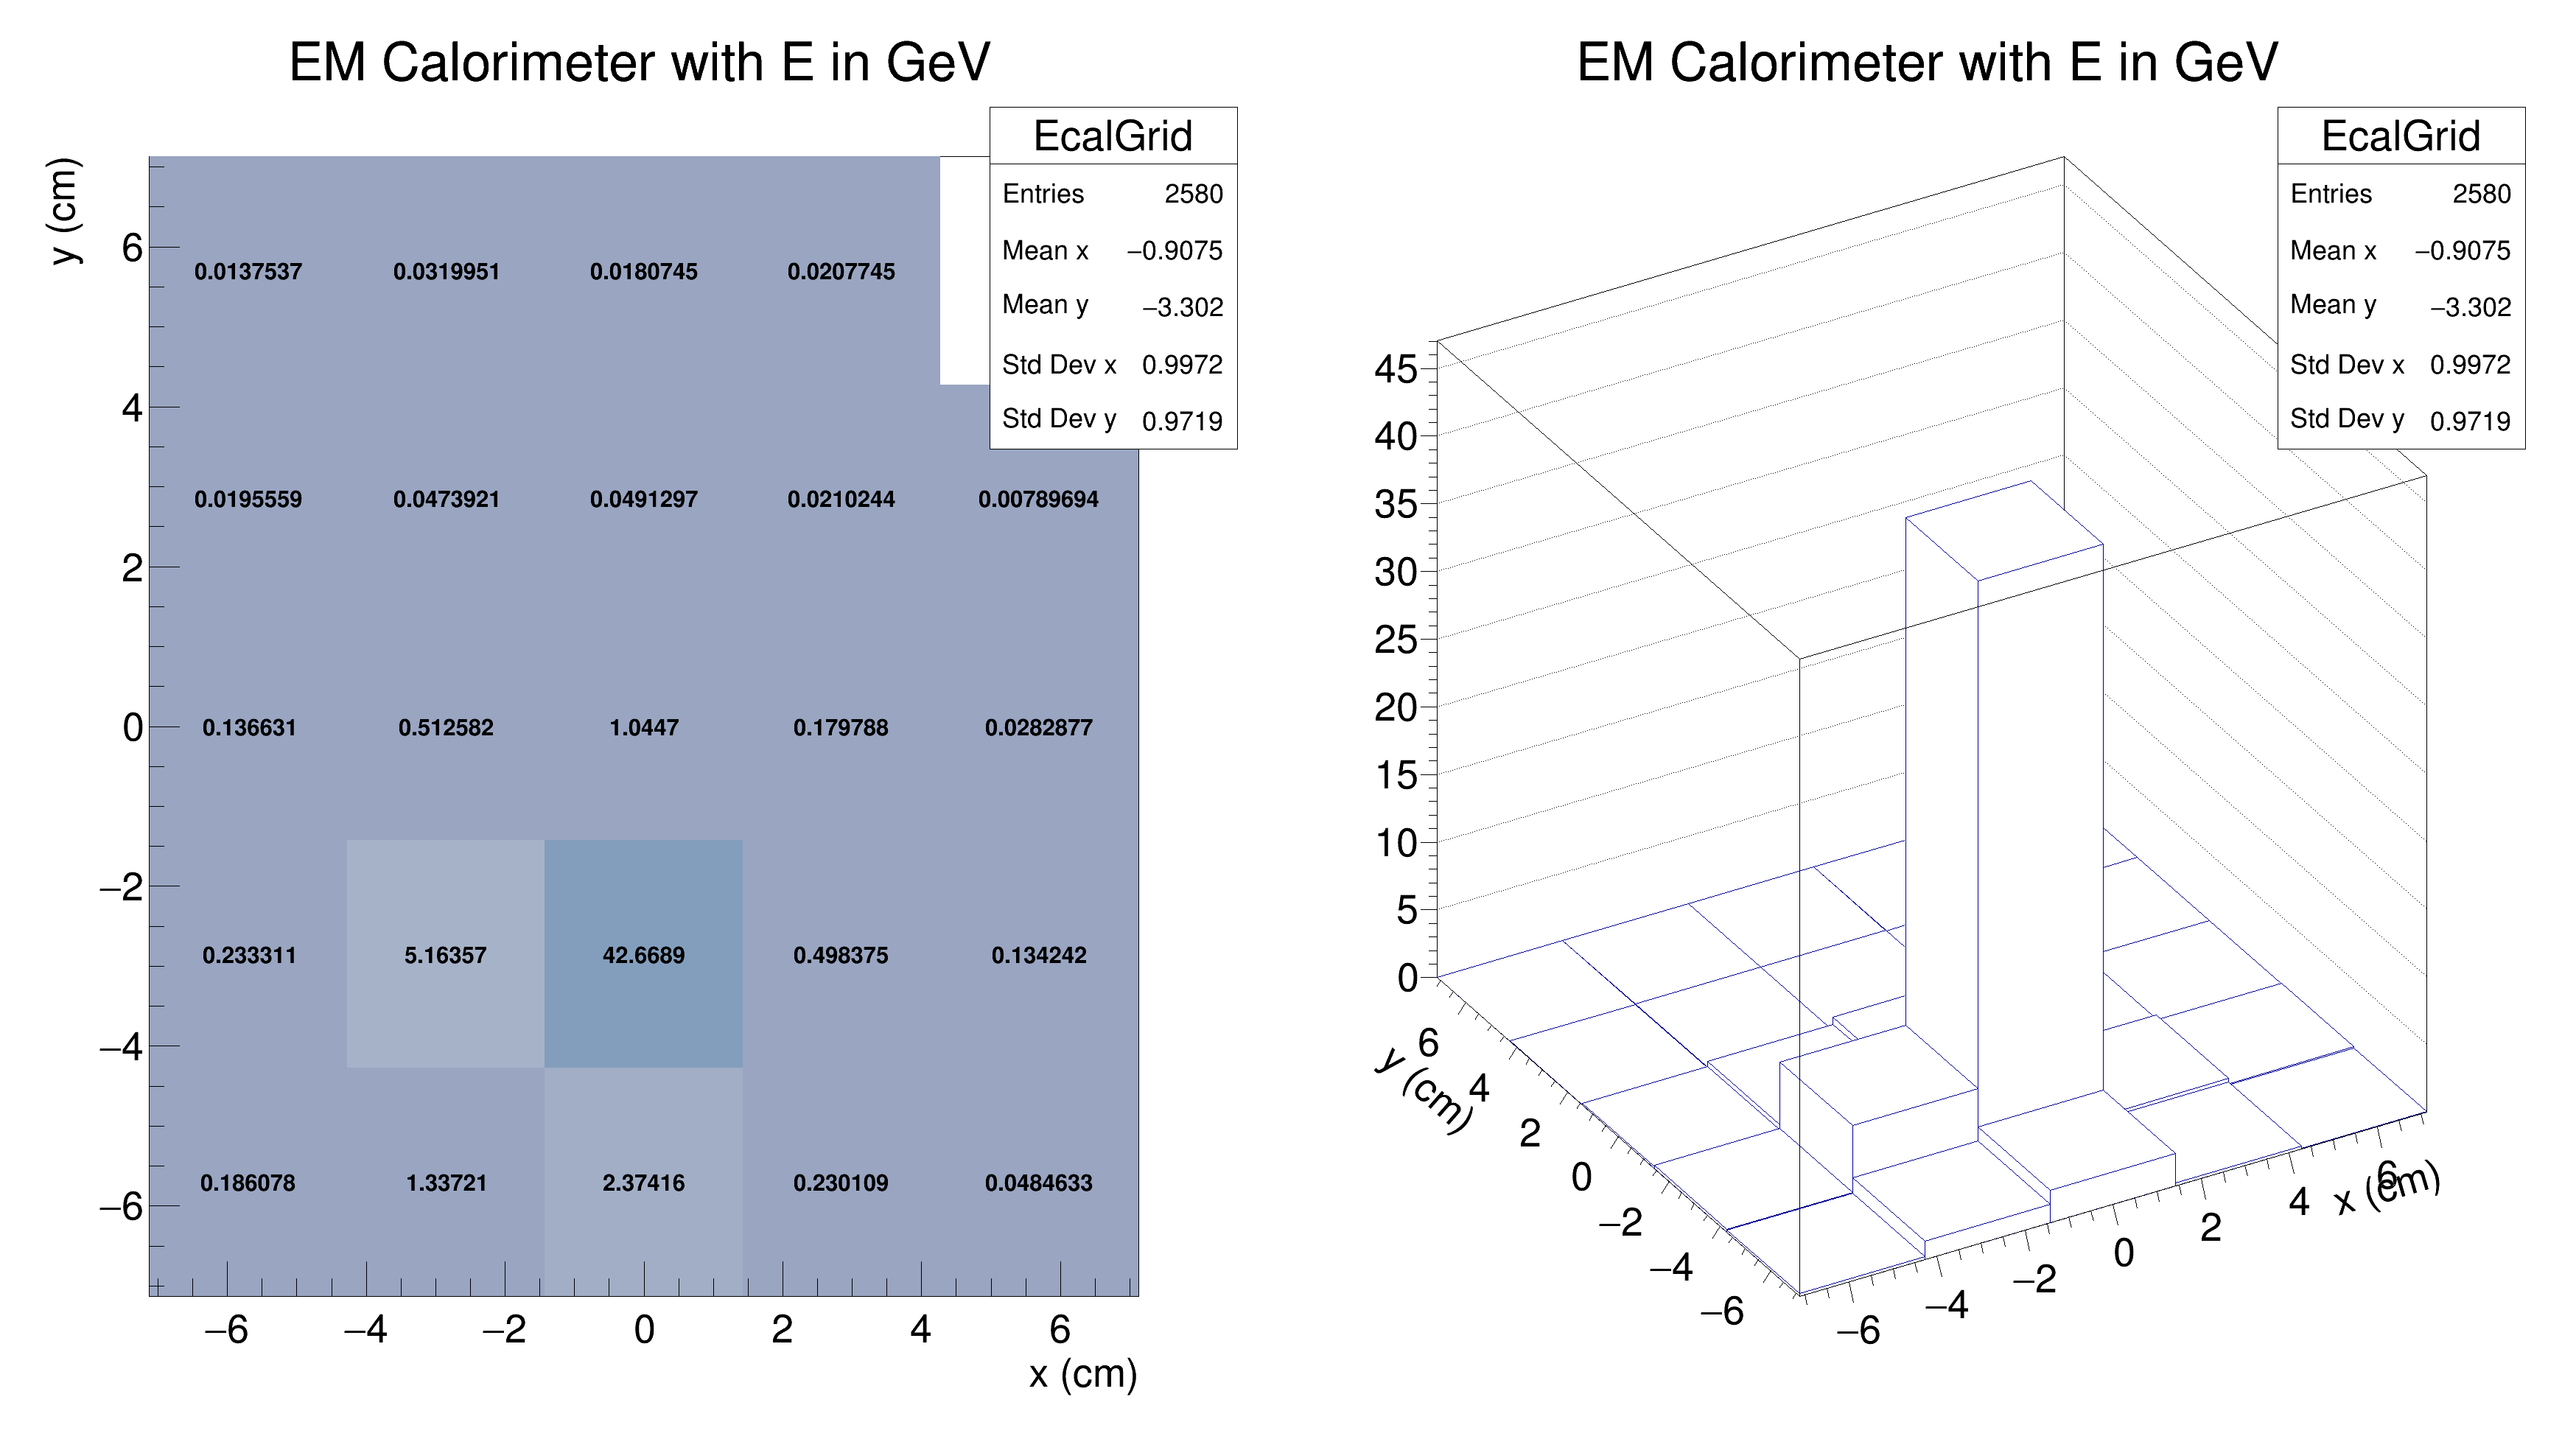 EM Calorimeter with E in GeV
EcalGrid
Entries 2580
Mean x −0.9075
Mean y −3.302
Std Dev x 0.9972
Std Dev y 0.9719
y (cm)
6
4
2
0
−2
−4
−6
0.0137537 0.0319951 0.0180745 0.0207745
0.0195559 0.0473921 0.0491297 0.0210244 0.00789694
0.136631 0.512582 1.0447 0.179788 0.0282877
0.233311 5.16357 42.6689 0.498375 0.134242
0.186078 1.33721 2.37416 0.230109 0.0484633
−6 −4 −2 0 2 4 6
x (cm)
EM Calorimeter with E in GeV
EcalGrid
Entries 2580
Mean x −0.9075
Mean y −3.302
Std Dev x 0.9972
Std Dev y 0.9719
45
40
35
30
25
20
15
10
5
0
y (cm)
6
4
2
0
−2
−4
−6
−6 −4 −2 0 2 4 6
x (cm)